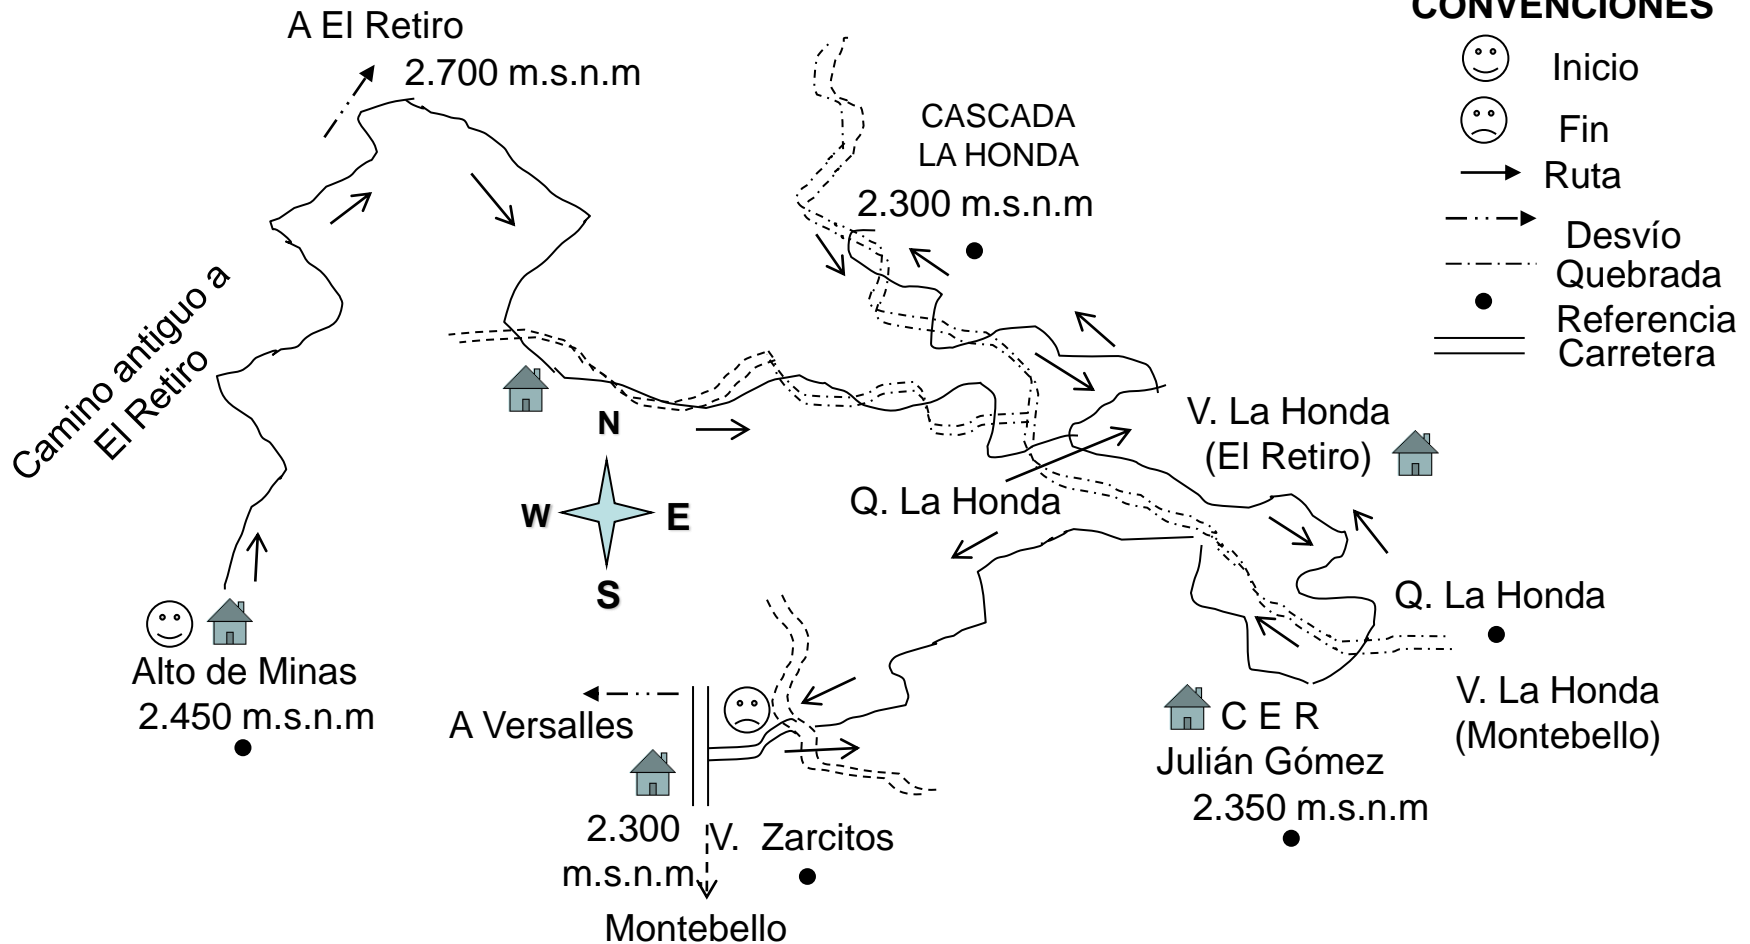 A El Retiro
2.700 m.s.n.m
CONVENCIONES
Inicio
Fin
Ruta
Desvío
Quebrada
Referencia
Carretera
CASCADA
LA HONDA
2.300 m.s.n.m
Camino antiguo a
El Retiro
N
W
E
S
V. La Honda
(El Retiro)
Q. La Honda
Q. La Honda
V. La Honda
(Montebello)
Alto de Minas
2.450 m.s.n.m
A Versalles
C E R
Julián Gómez
2.350 m.s.n.m
2.300
m.s.n.m.
V. Zarcitos
Montebello